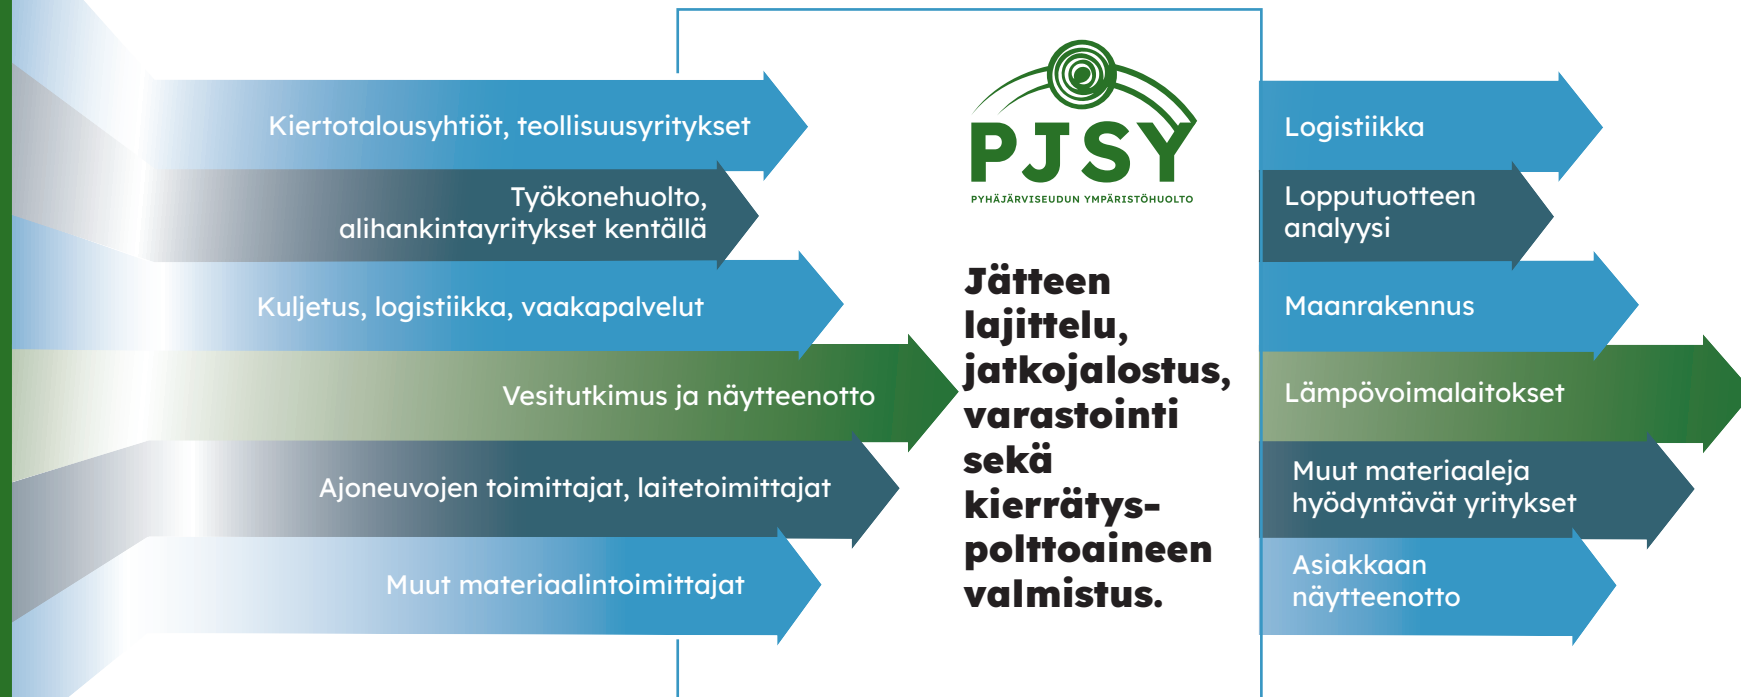 Kiertotalousyhtiöt, teollisuusyritykset
Työkonehuolto,
alihankintayritykset kentällä
Kuljetus, logistiikka, vaakapalvelut
Vesitutkimus ja näytteenotto
Ajoneuvojen toimittajat, laitetoimittajat
Muut materiaalintoimittajat
PJSY
PYHÄJÄRVISEUDUN YMPÄRISTÖHUOLTO
Jätteen
lajittelu,
jatkojalostus,
varastointi
sekä
kierrätys-
polttoaineen
valmistus.
Logistiikka
Lopputuotteen
analyysi
Maanrakennus
Lämpövoimalaitokset
Muut materiaaleja
hyödyntävät yritykset
Asiakkaan
näytteenotto